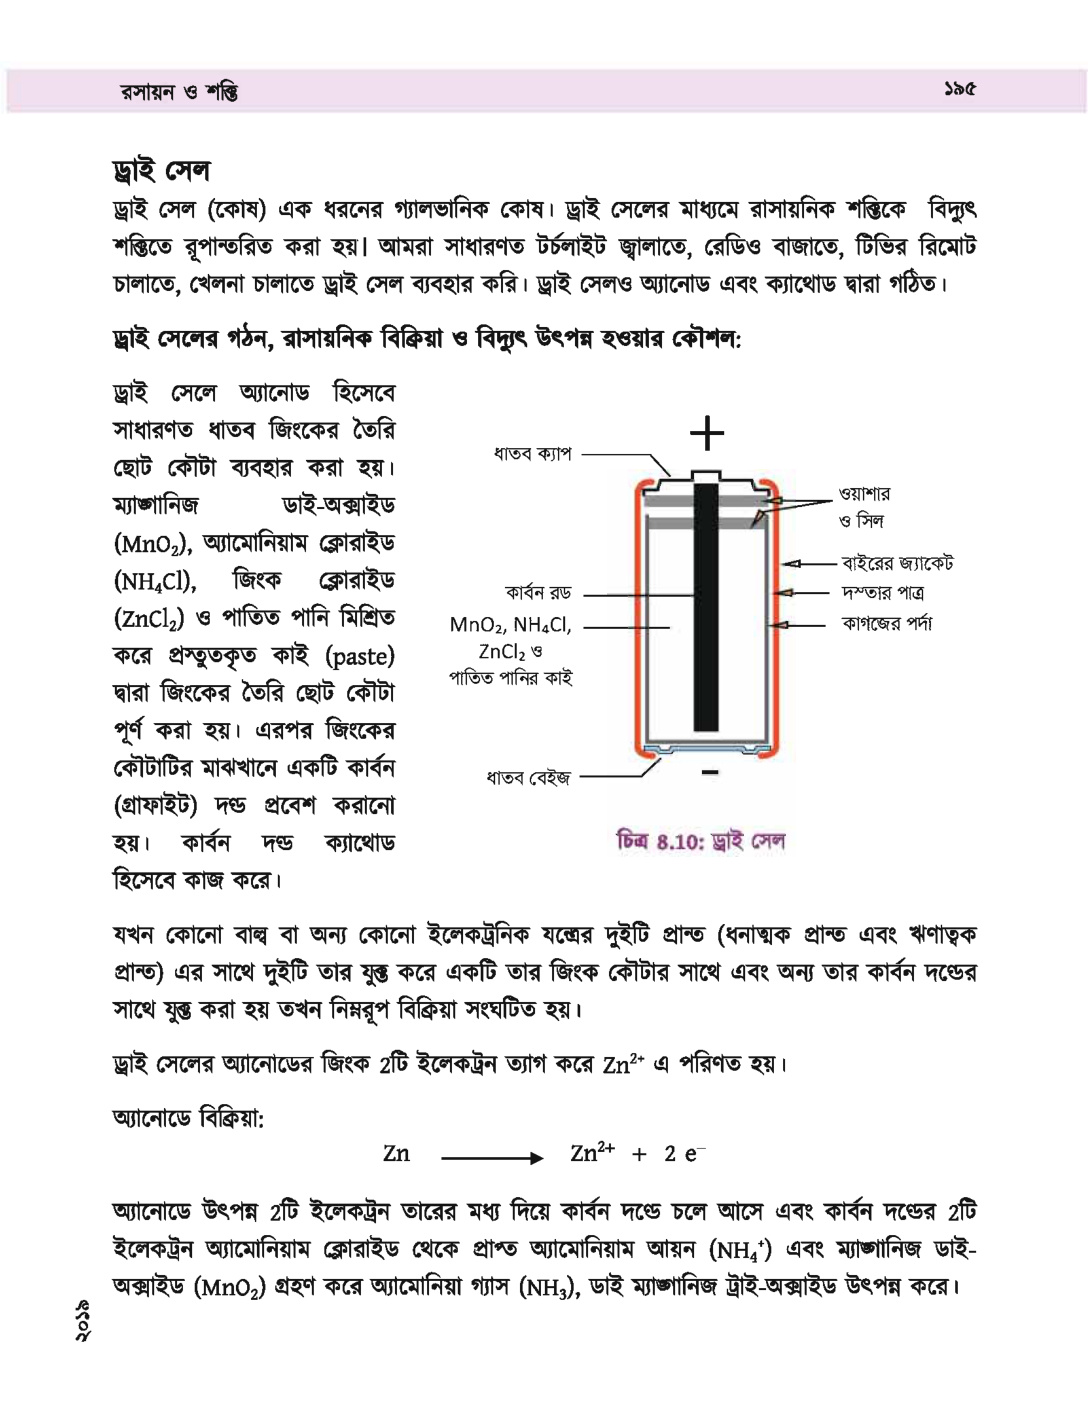 রসায়ন ও শক্তি ১৯৫
ড্রাই সেল
ড্রাই সেল (কোষ) এক ধরনের গ্যালভানিক কোষ। ড্রাই সেলের মাধ্যমে রাসায়নিক শক্তিকে বিদ্যুৎ
শক্তিতে রূপান্তরিত করা হয়। আমরা সাধারণত টর্চলাইট জ্বালাতে, রেডিও বাজাতে, টিভির রিমোট
চালাতে, খেলনা চালাতে ড্রাই সেল ব্যবহার করি। ড্রাই সেলও অ্যানোড এবং ক্যাথোড দ্বারা গঠিত।
ড্রাই সেলের গঠন, রাসায়নিক বিক্রিয়া ও বিদ্যুৎ উৎপন্ন হওয়ার কৌশল:
ড্রাই সেলে অ্যানোড হিসেবে
সাধারণত ধাতব জিংকের তৈরি
ছোট কৌটা ব্যবহার করা হয়।
ম্যাঙ্গানিজ ডাই-অক্সাইড
(MnO₂), অ্যামোনিয়াম ক্লোরাইড
(NH₄Cl), জিংক ক্লোরাইড
(ZnCl₂) ও পাতিত পানি মিশ্রিত
করে প্রস্তুতকৃত কাই (paste)
দ্বারা জিংকের তৈরি ছোট কৌটা
পূর্ণ করা হয়। এরপর জিংকের
কৌটাটির মাঝখানে একটি কার্বন
(গ্রাফাইট) দণ্ড প্রবেশ করানো
হয়। কার্বন দণ্ড ক্যাথোড
হিসেবে কাজ করে।
+
ধাতব ক্যাপ
ওয়াশার
ও সিল
বাইরের জ্যাকেট
কার্বন রড
দস্তার পাত্র
MnO₂, NH₄Cl,
ZnCl₂ ও
পাতিত পানির কাই
কাগজের পর্দা
ধাতব বেইজ
-
চিত্র 8.10: ড্রাই সেল
যখন কোনো বাল্ব বা অন্য কোনো ইলেকট্রনিক যন্ত্রের দুইটি প্রান্ত (ধনাত্মক প্রান্ত এবং ঋণাত্বক
প্রান্ত) এর সাথে দুইটি তার যুক্ত করে একটি তার জিংক কৌটার সাথে এবং অন্য তার কার্বন দণ্ডের
সাথে যুক্ত করা হয় তখন নিম্নরূপ বিক্রিয়া সংঘটিত হয়।
ড্রাই সেলের অ্যানোডের জিংক 2টি ইলেকট্রন ত্যাগ করে Zn²⁺ এ পরিণত হয়।
অ্যানোডে বিক্রিয়া:
Zn ⟶ Zn²⁺ + 2 e⁻
অ্যানোডে উৎপন্ন 2টি ইলেকট্রন তারের মধ্য দিয়ে কার্বন দণ্ডে চলে আসে এবং কার্বন দণ্ডের 2টি
ইলেকট্রন অ্যামোনিয়াম ক্লোরাইড থেকে প্রাপ্ত অ্যামোনিয়াম আয়ন (NH₄⁺) এবং ম্যাঙ্গানিজ ডাই-
অক্সাইড (MnO₂) গ্রহণ করে অ্যামোনিয়া গ্যাস (NH₃), ডাই ম্যাঙ্গানিজ ট্রাই-অক্সাইড উৎপন্ন করে।
২০১৯